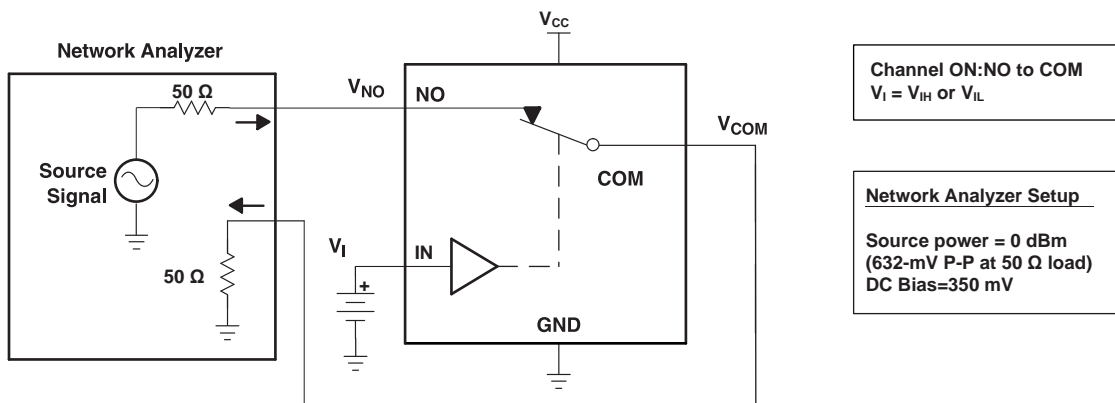 V_CC
Network Analyzer
50 Ω
V_NO
NO
Channel ON:NO to COM
V_I = V_IH or V_IL
V_COM
COM
Source
Signal
Network Analyzer Setup
Source power = 0 dBm
(632-mV P-P at 50 Ω load)
DC Bias=350 mV
V_I
IN
50 Ω
+
GND